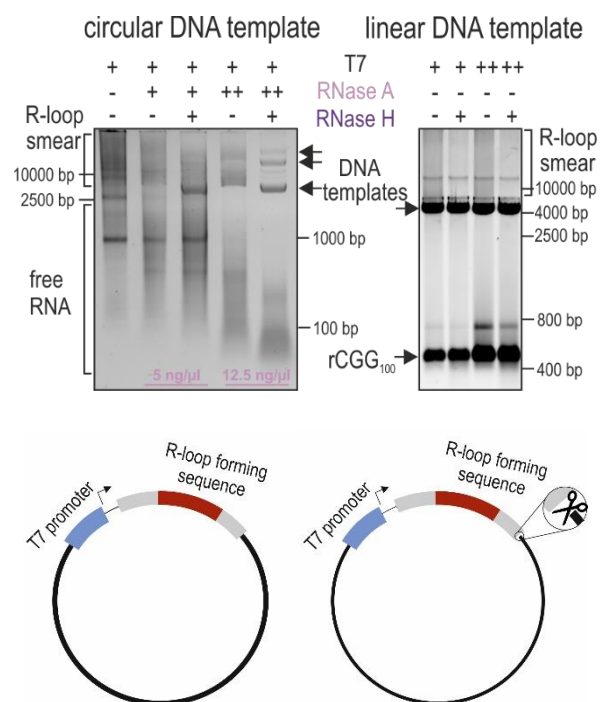 circular DNA template
linear DNA template
+ + + + + T7 + + ++ ++
- + + ++ ++ RNase A - - - -
R-loop - - + - + RNase H - + - +
smear
10000 bp
2500 bp
free
RNA
DNA
templates
1000 bp
100 bp
5 ng/µl 12.5 ng/µl
R-loop
smear
10000 bp
4000 bp
2500 bp
800 bp
rCGG100
400 bp
R-loop forming
sequence
T7 promoter
R-loop forming
sequence
T7 promoter